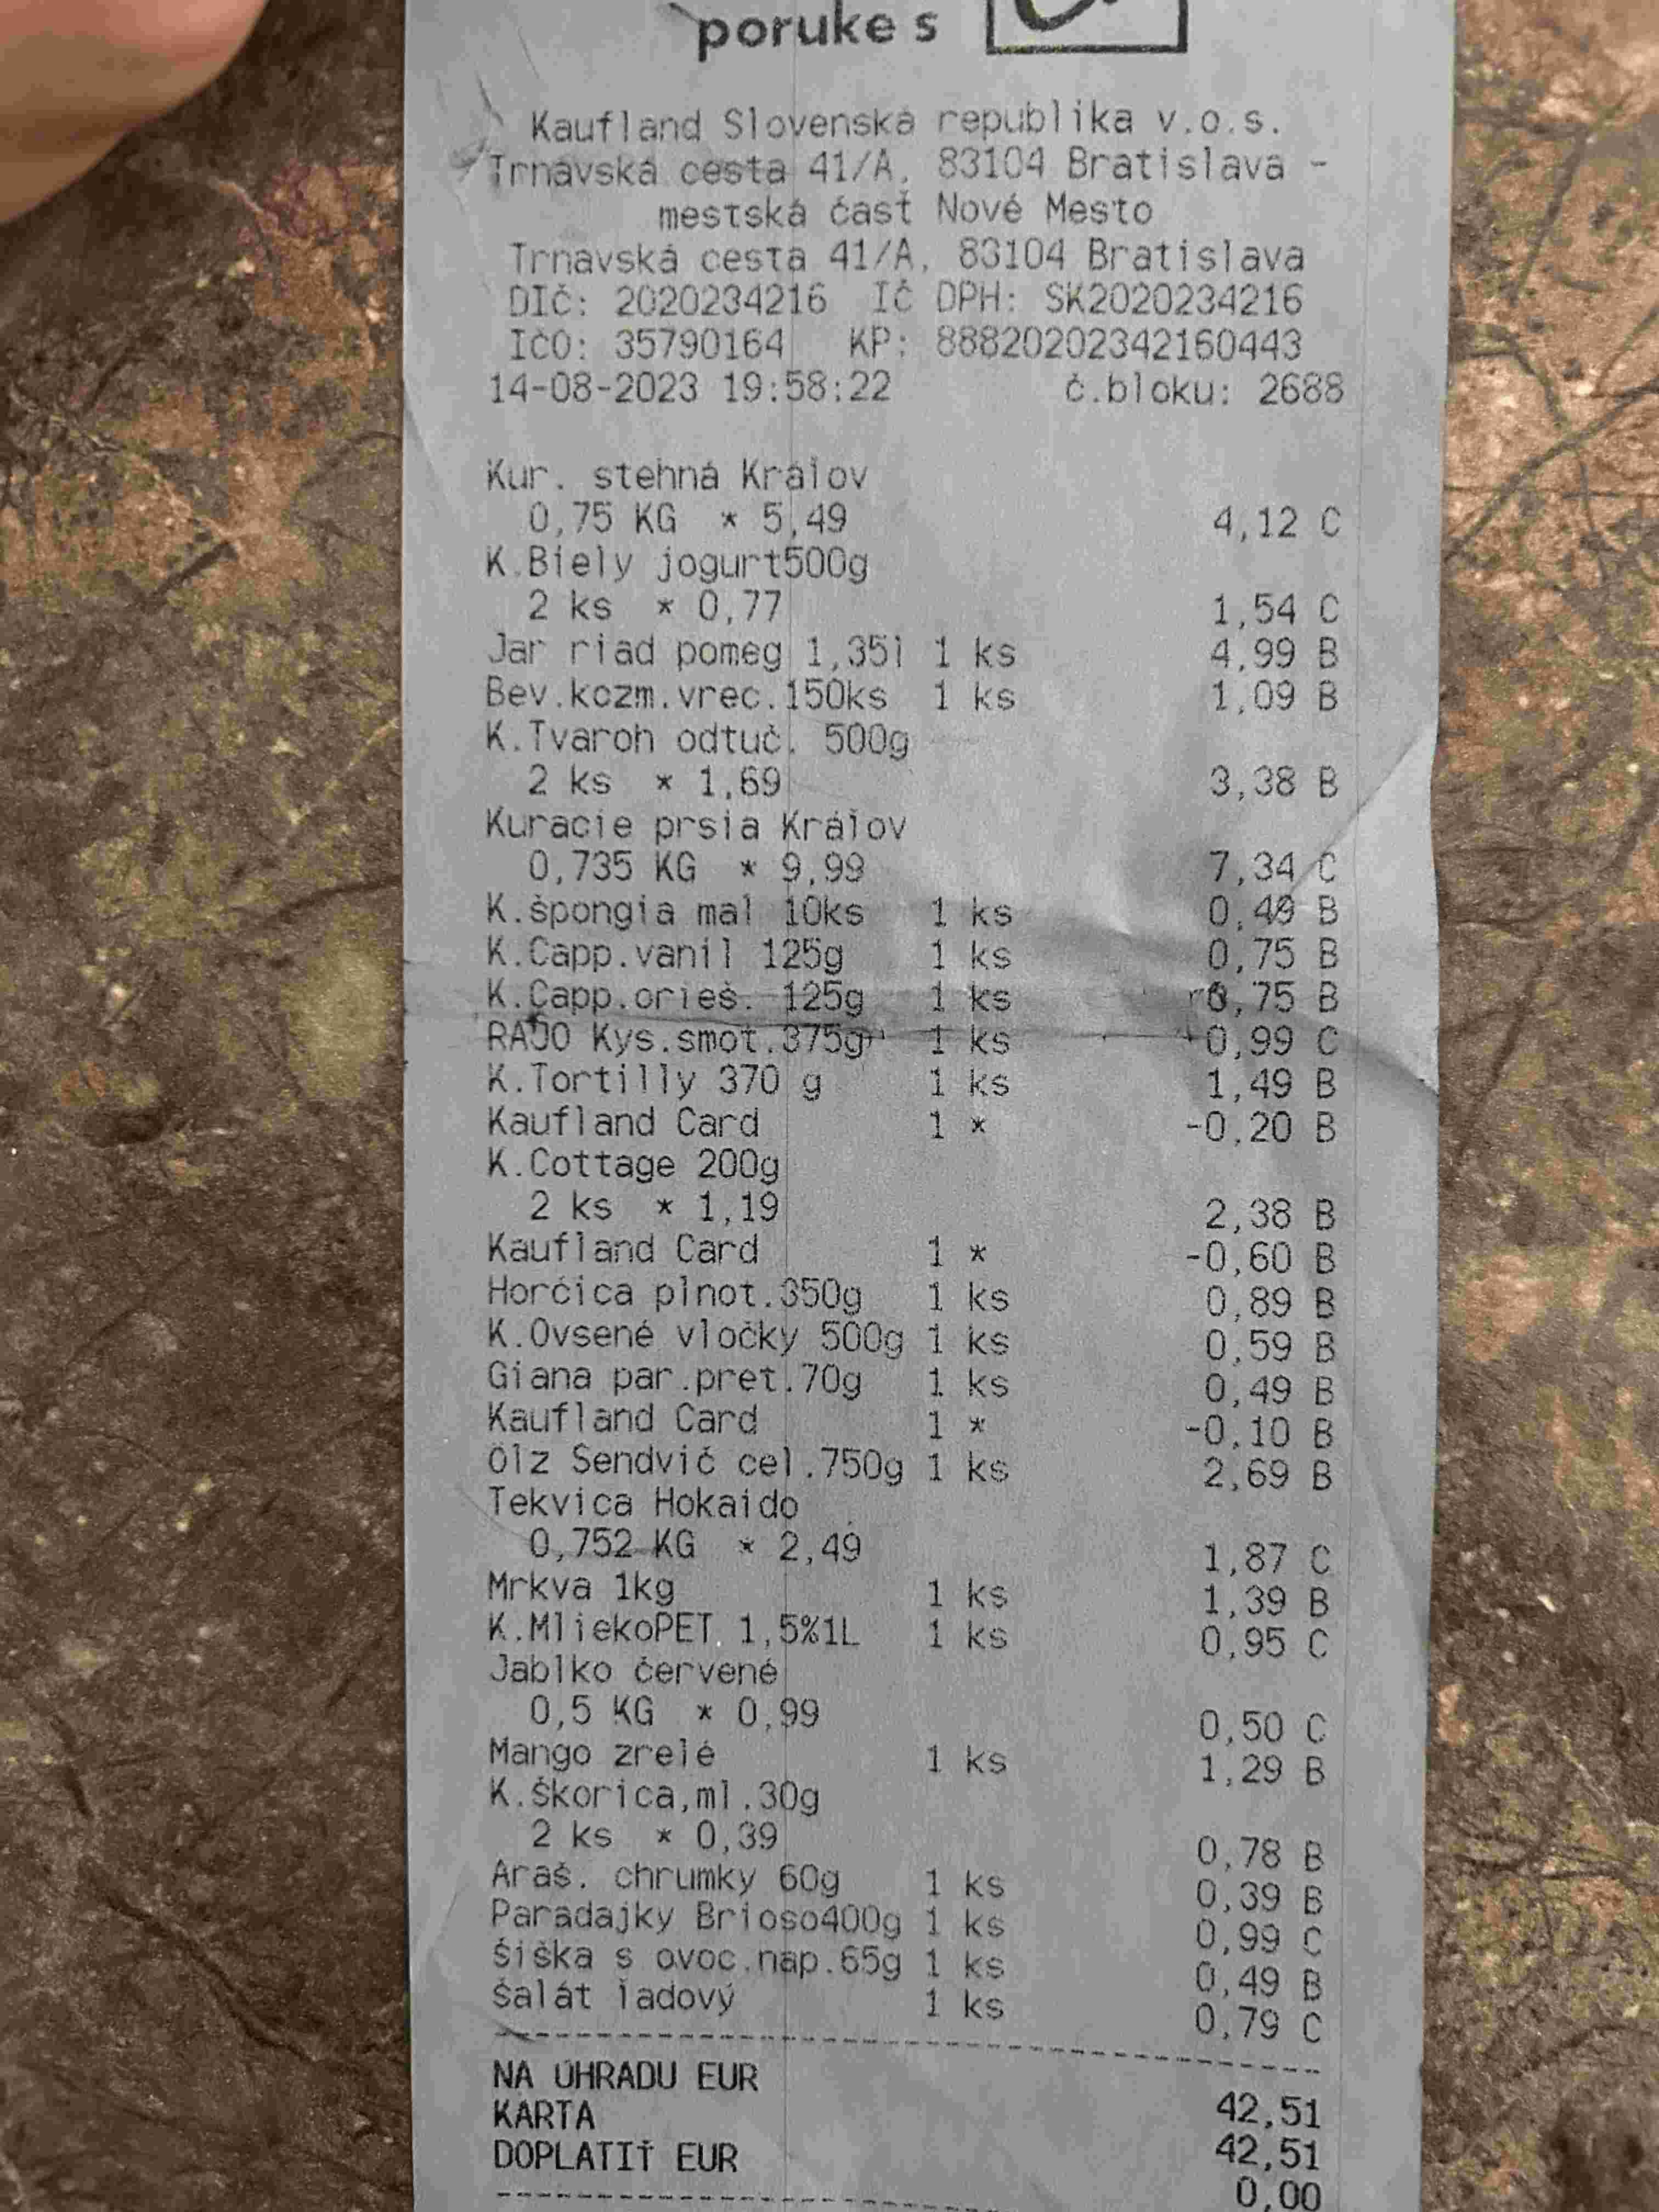 poruke s
Kaufland Slovenská republika v.o.s.
Trnavská cesta 41/A, 83104 Bratislava -
mestská časť Nové Mesto
Trnavská cesta 41/A, 83104 Bratislava
DIČ: 2020234216 IČ DPH: SK2020234216
IČO: 35790164 KP: 88820202342160443
14-08-2023 19:58:22 č.bloku: 2688
Kur. stehná Kráľov
0,75 KG * 5,49 4,12 C
K.Biely jogurt500g
2 ks * 0,77 1,54 C
Jar riad pomeg 1,35l 1 ks 4,99 B
Bev.kozm.vrec.150ks 1 ks 1,09 B
K.Tvaroh odtuč. 500g
2 ks * 1,69 3,38 B
Kuracie prsia Kráľov
0,735 KG * 9,99 7,34 C
K.špongia mal 10ks 1 ks 0,49 B
K.Capp.vanil 125g 1 ks 0,75 B
K.Capp.orieš. 125g 1 ks 0,75 B
RAJO Kys.smot.375g 1 ks 0,99 C
K.Tortilly 370 g 1 ks 1,49 B
Kaufland Card 1 * -0,20 B
K.Cottage 200g
2 ks * 1,19 2,38 B
Kaufland Card 1 * -0,60 B
Horčica plnot.350g 1 ks 0,89 B
K.Ovsené vločky 500g 1 ks 0,59 B
Giana par.pret.70g 1 ks 0,49 B
Kaufland Card 1 * -0,10 B
Ölz Sendvič cel.750g 1 ks 2,69 B
Tekvica Hokaido
0,752 KG * 2,49 1,87 C
Mrkva 1kg 1 ks 1,39 B
K.MliekoPET 1,5%1L 1 ks 0,95 C
Jablko červené
0,5 KG * 0,99 0,50 C
Mango zrelé 1 ks 1,29 B
K.škorica,ml.30g
2 ks * 0,39 0,78 B
Araš. chrumky 60g 1 ks 0,39 B
Paradajky Brioso400g 1 ks 0,99 C
Šiška s ovoc.nap.65g 1 ks 0,49 B
Šalát ľadový 1 ks 0,79 C
NA ÚHRADU EUR 42,51
KARTA 42,51
DOPLATIŤ EUR 0,00